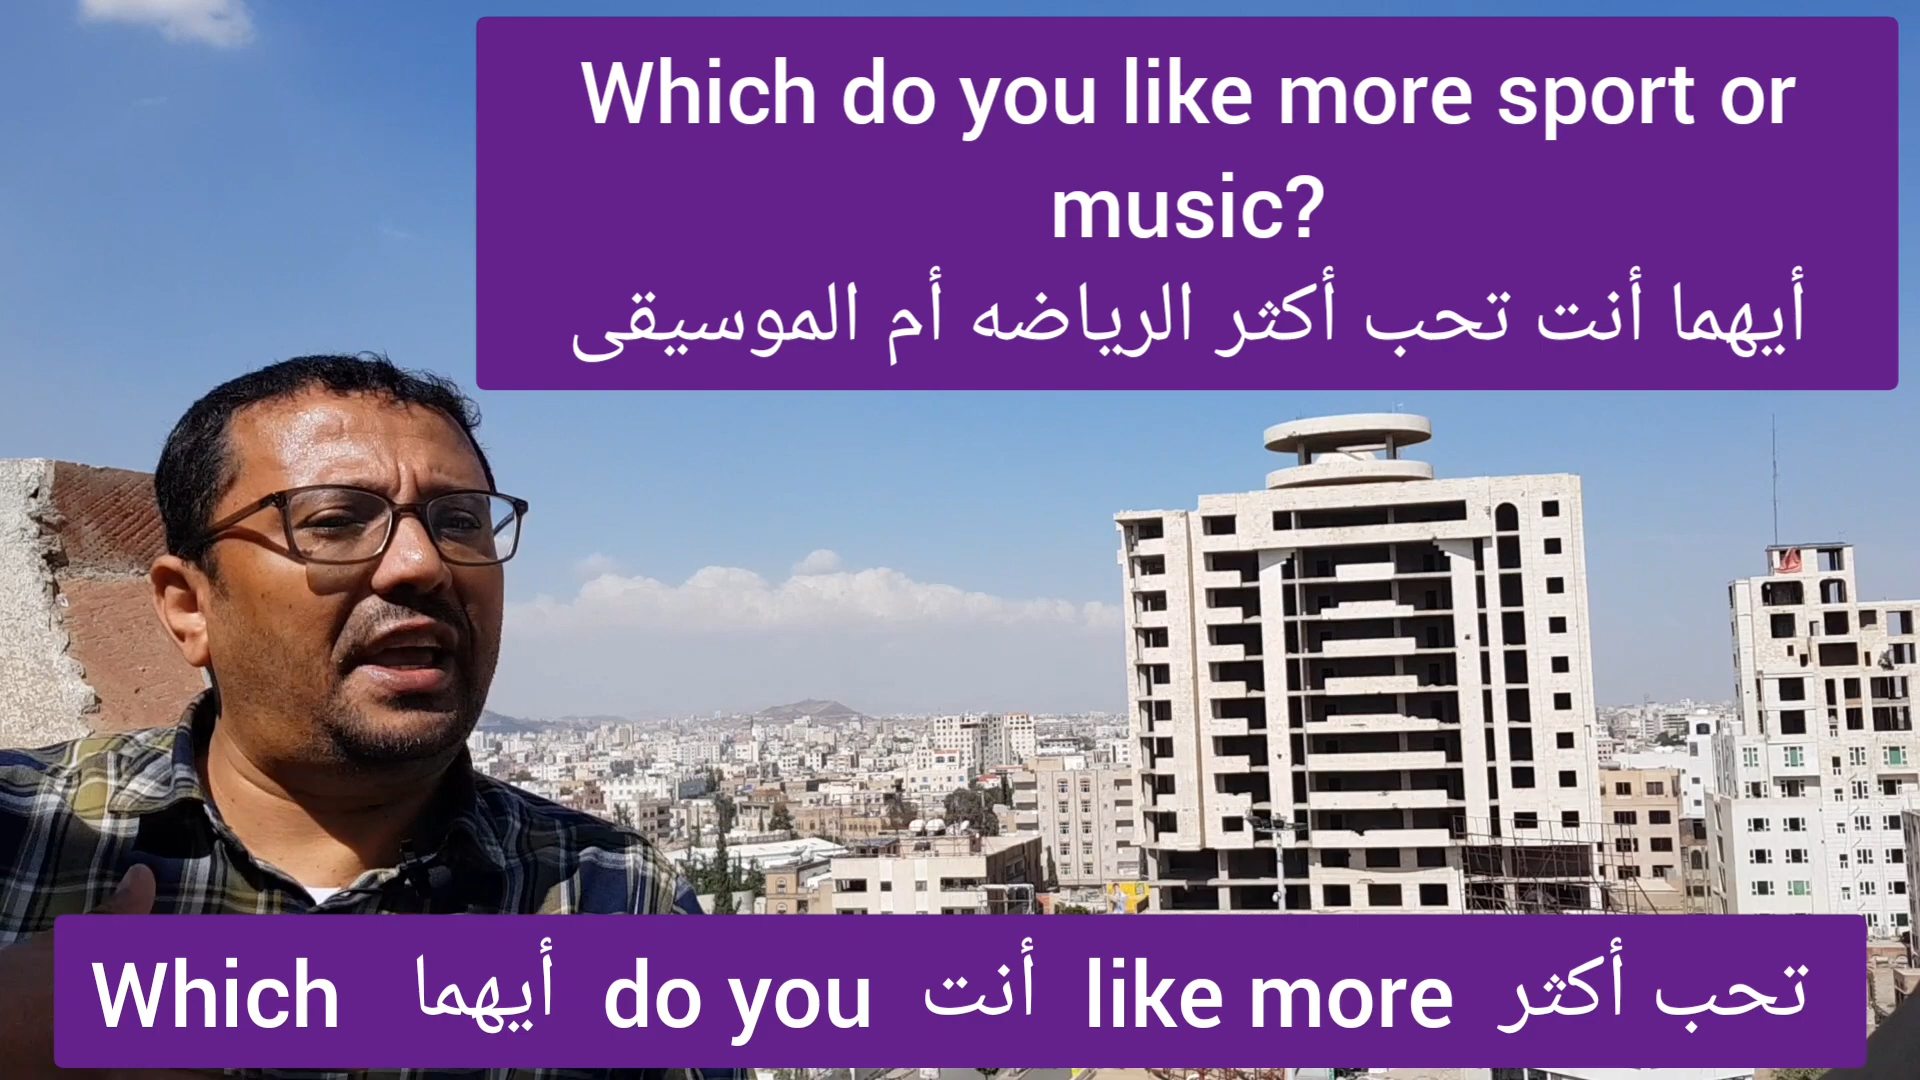 Which do you like more sport or
music?
أيهما أنت تحب أكثر الرياضه أم الموسيقى
Which أيهما do you أنت like more تحب أكثر